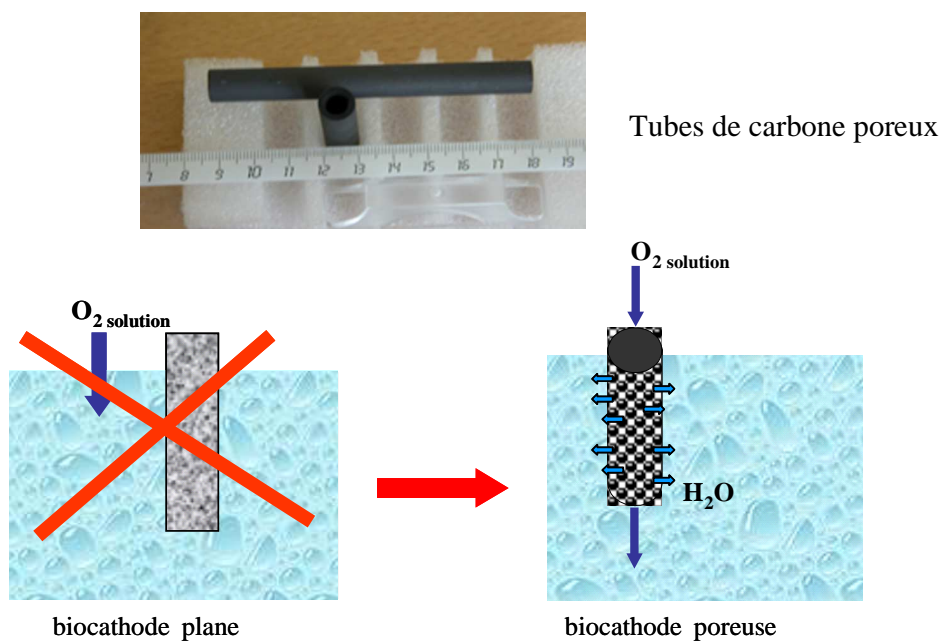 7 8 9 10 11 12 13 14 15 16 17 18 19
Tubes de carbone poreux
O2 solution
O2 solution
H2O
biocathode plane
biocathode poreuse